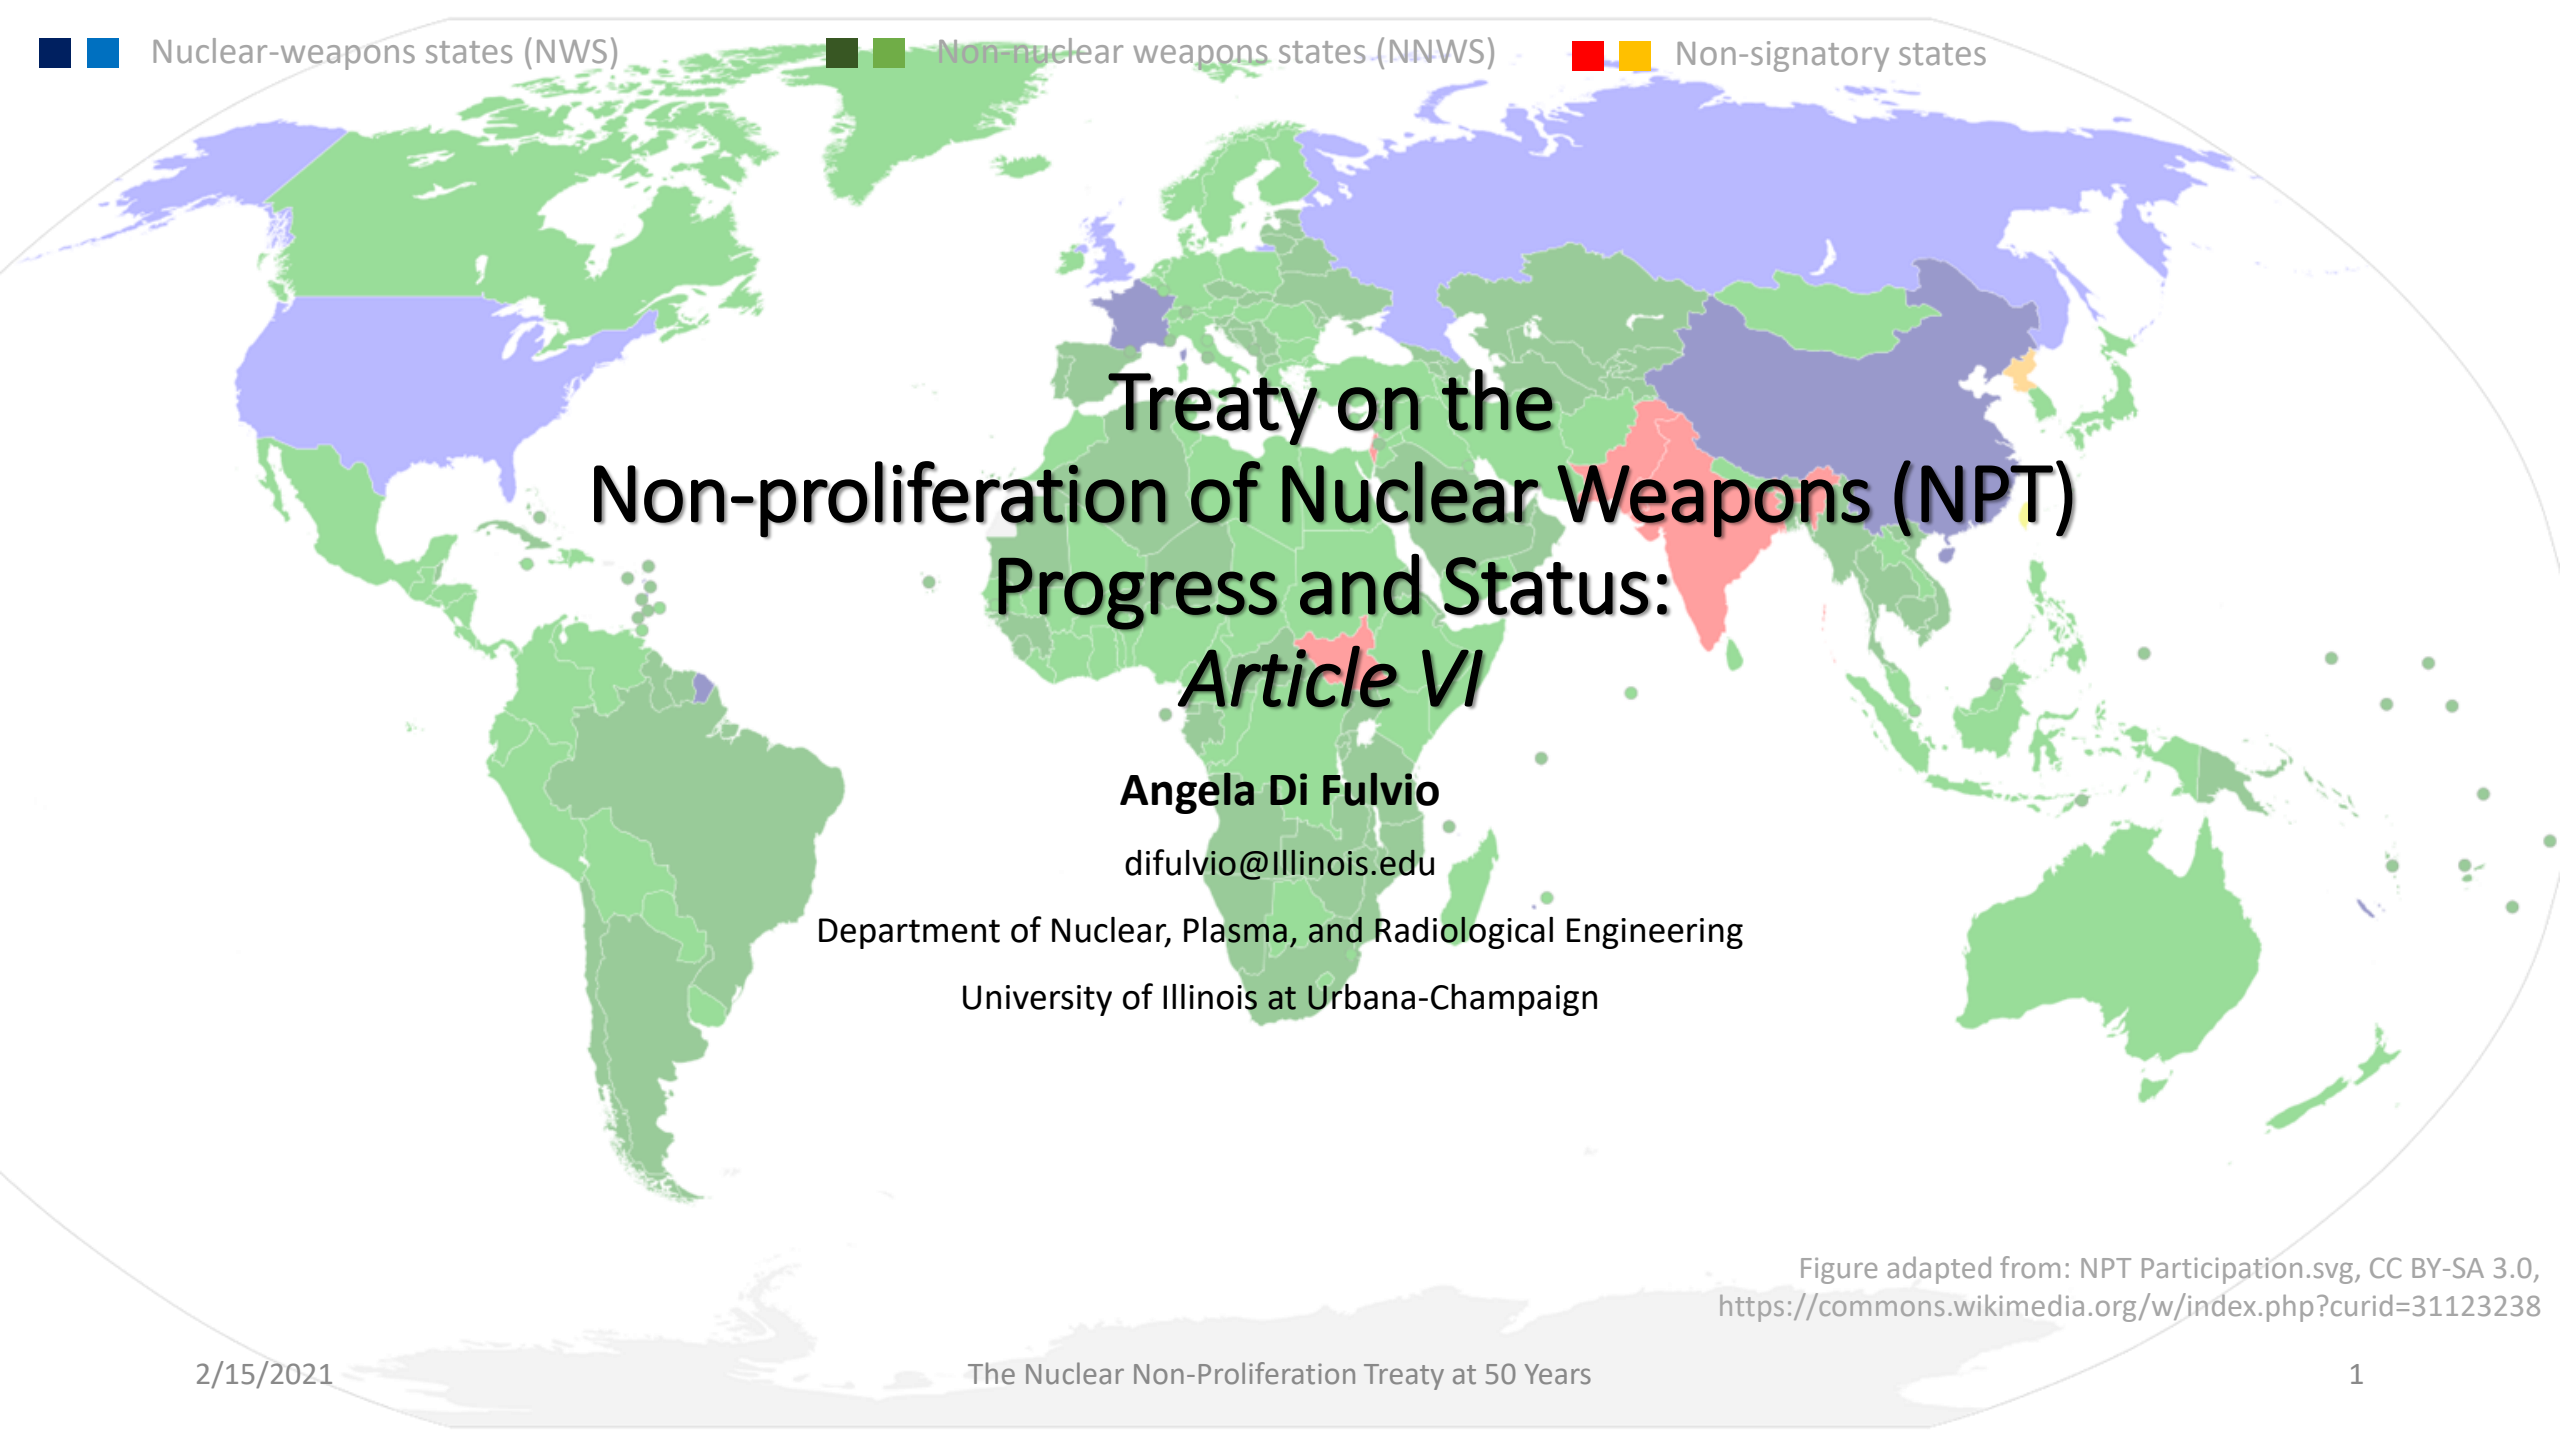 Nuclear-weapons states (NWS)
Non-nuclear weapons states (NNWS)
Non-signatory states
Treaty on the
Non-proliferation of Nuclear Weapons (NPT)
Progress and Status:
Article VI
Angela Di Fulvio
difulvio@Illinois.edu
Department of Nuclear, Plasma, and Radiological Engineering
University of Illinois at Urbana-Champaign
Figure adapted from: NPT Participation.svg, CC BY-SA 3.0,
https://commons.wikimedia.org/w/index.php?curid=31123238
2/15/2021
The Nuclear Non-Proliferation Treaty at 50 Years
1